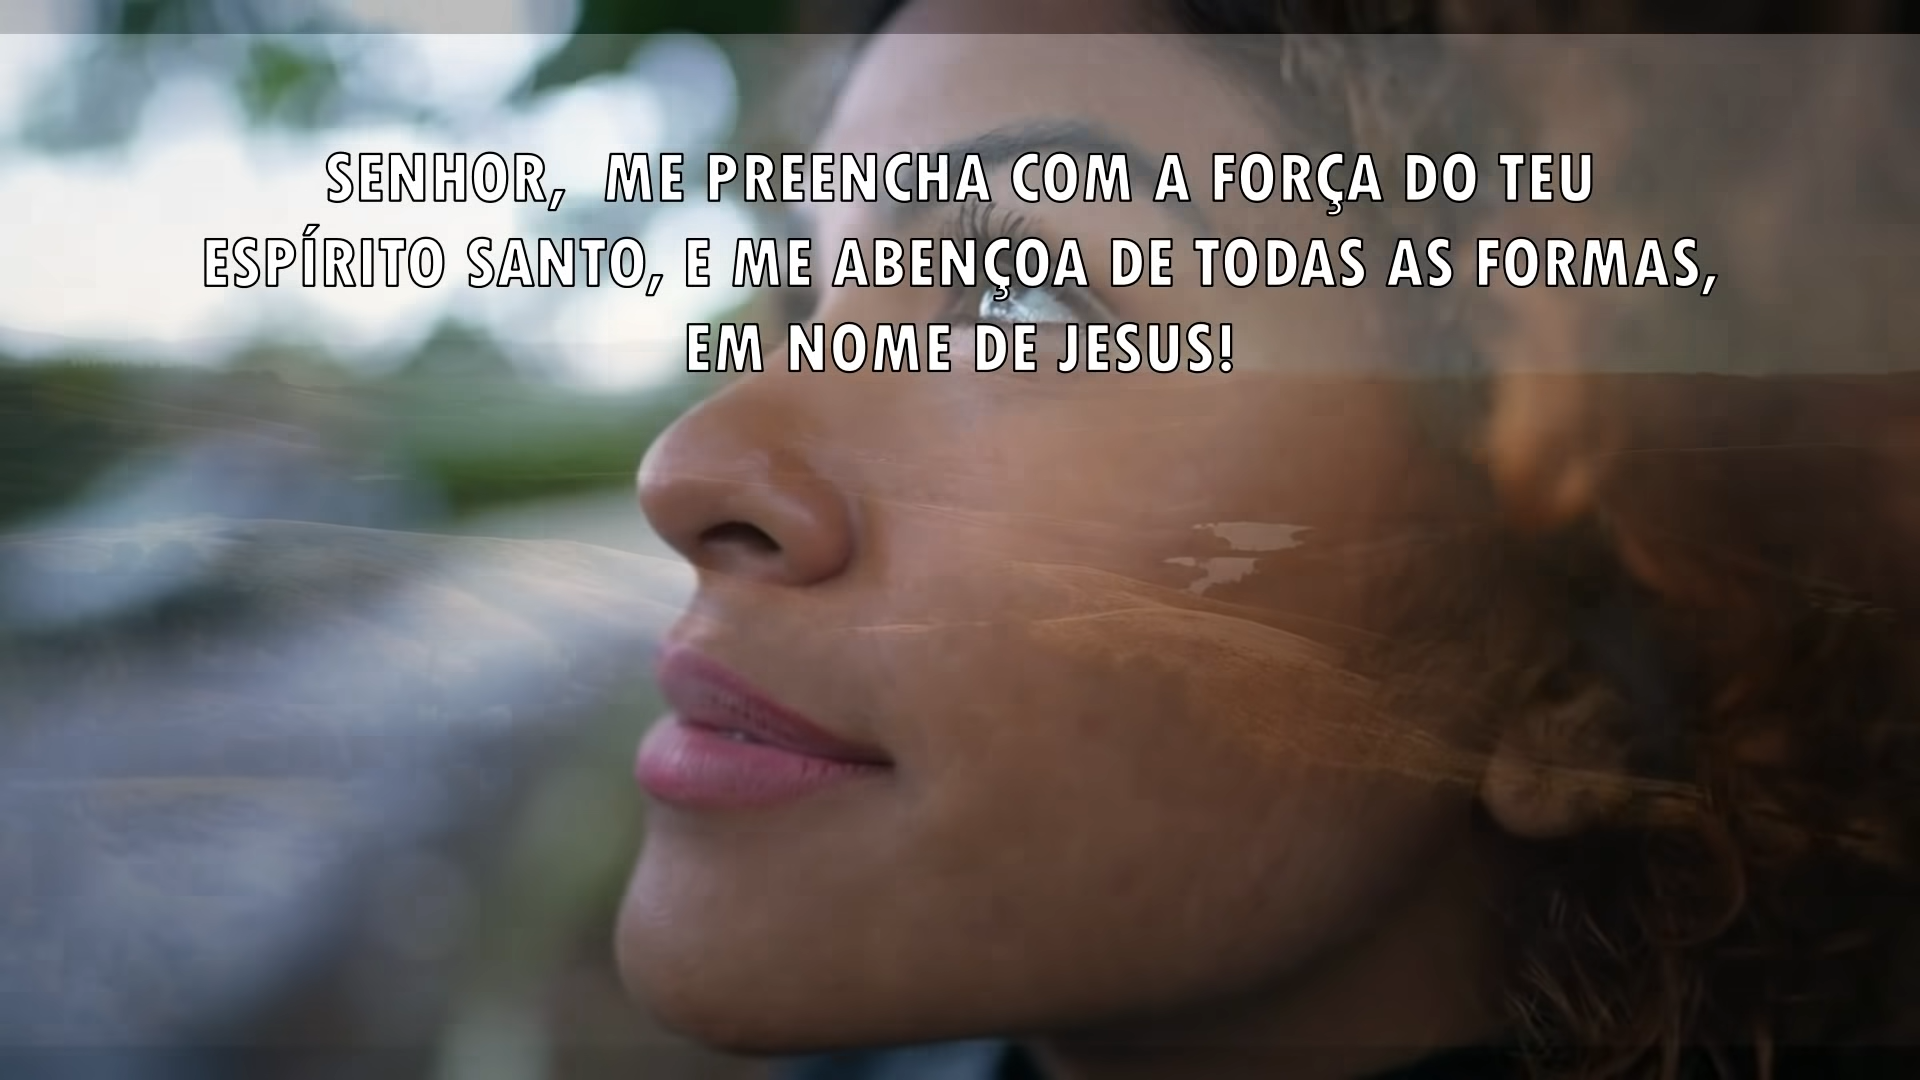 SENHOR,  ME PREENCHA COM A FORÇA DO TEU
ESPÍRITO SANTO, E ME ABENÇOA DE TODAS AS FORMAS,
EM NOME DE JESUS!